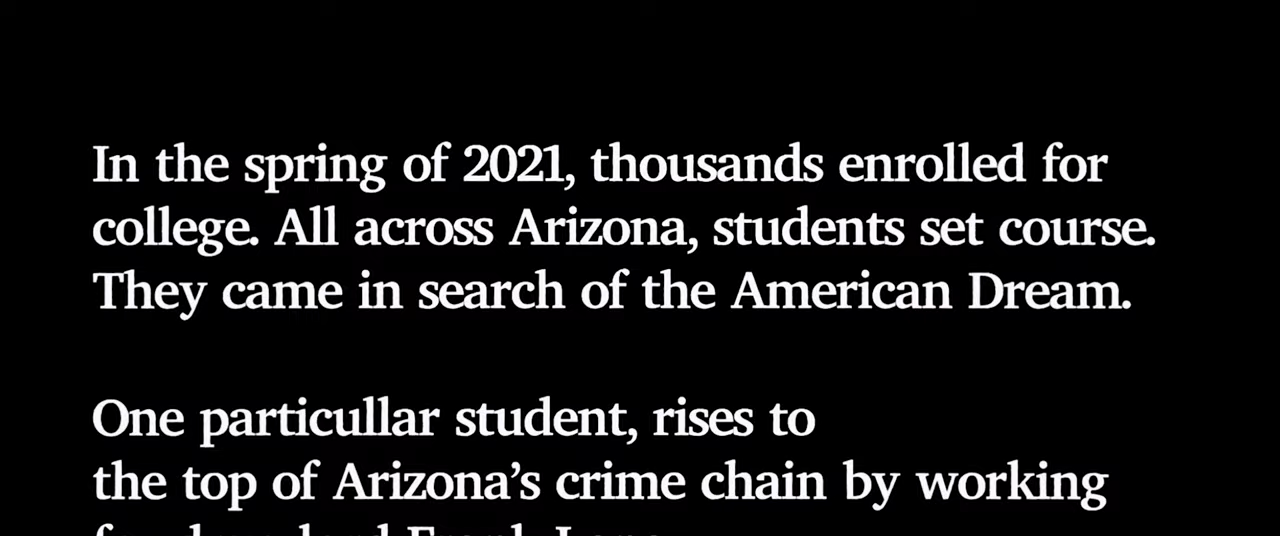 In the spring of 2021, thousands enrolled for
college. All across Arizona, students set course.
They came in search of the American Dream.
One particullar student, rises to
the top of Arizona’s crime chain by working